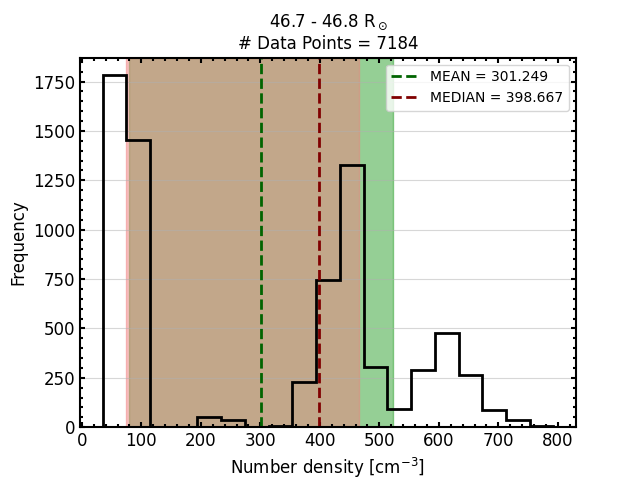 46.7 - 46.8 R⊙
# Data Points = 7184
MEAN = 301.249
MEDIAN = 398.667
Frequency
1750
1500
1250
1000
750
500
250
0
0 100 200 300 400 500 600 700 800
Number density [cm⁻³]